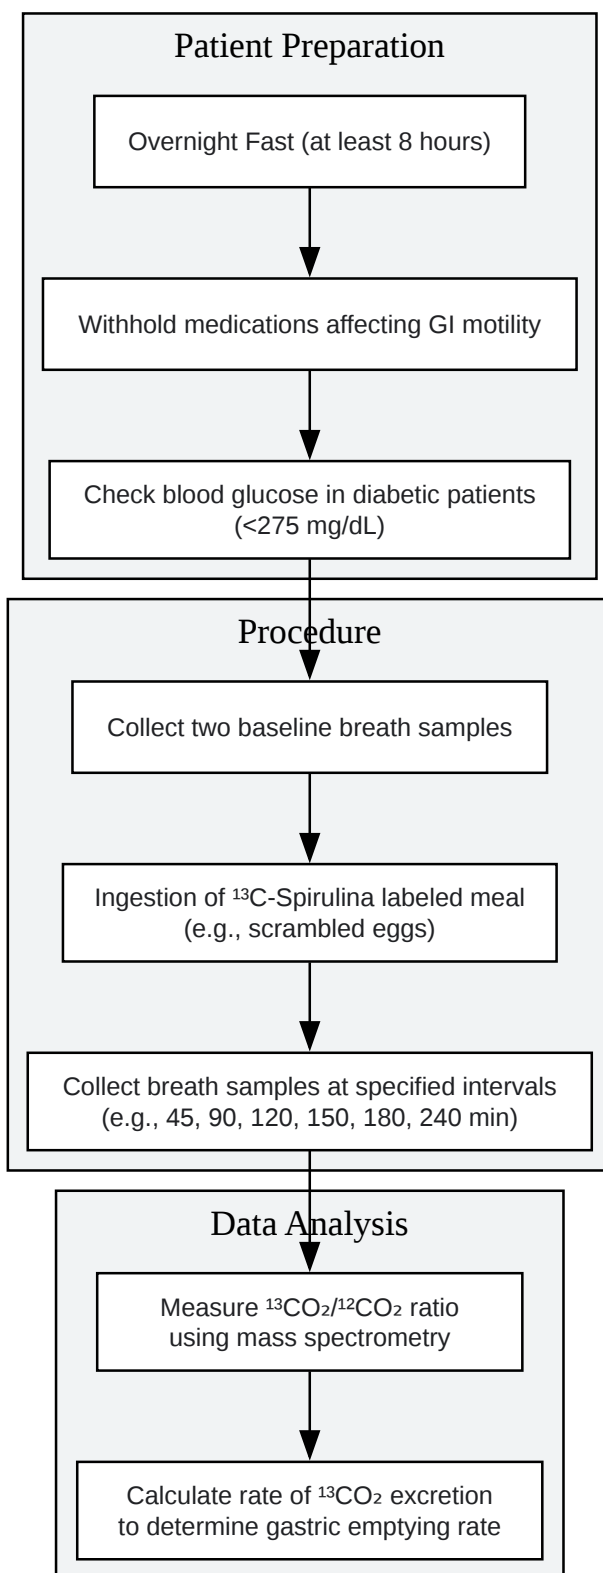 Patient Preparation
Overnight Fast (at least 8 hours)
Withhold medications affecting GI motility
Check blood glucose in diabetic patients
(<275 mg/dL)
Procedure
Collect two baseline breath samples
Ingestion of ¹³C-Spirulina labeled meal
(e.g., scrambled eggs)
Collect breath samples at specified intervals
(e.g., 45, 90, 120, 150, 180, 240 min)
Data Analysis
Measure ¹³CO₂/¹²CO₂ ratio
using mass spectrometry
Calculate rate of ¹³CO₂ excretion
to determine gastric emptying rate